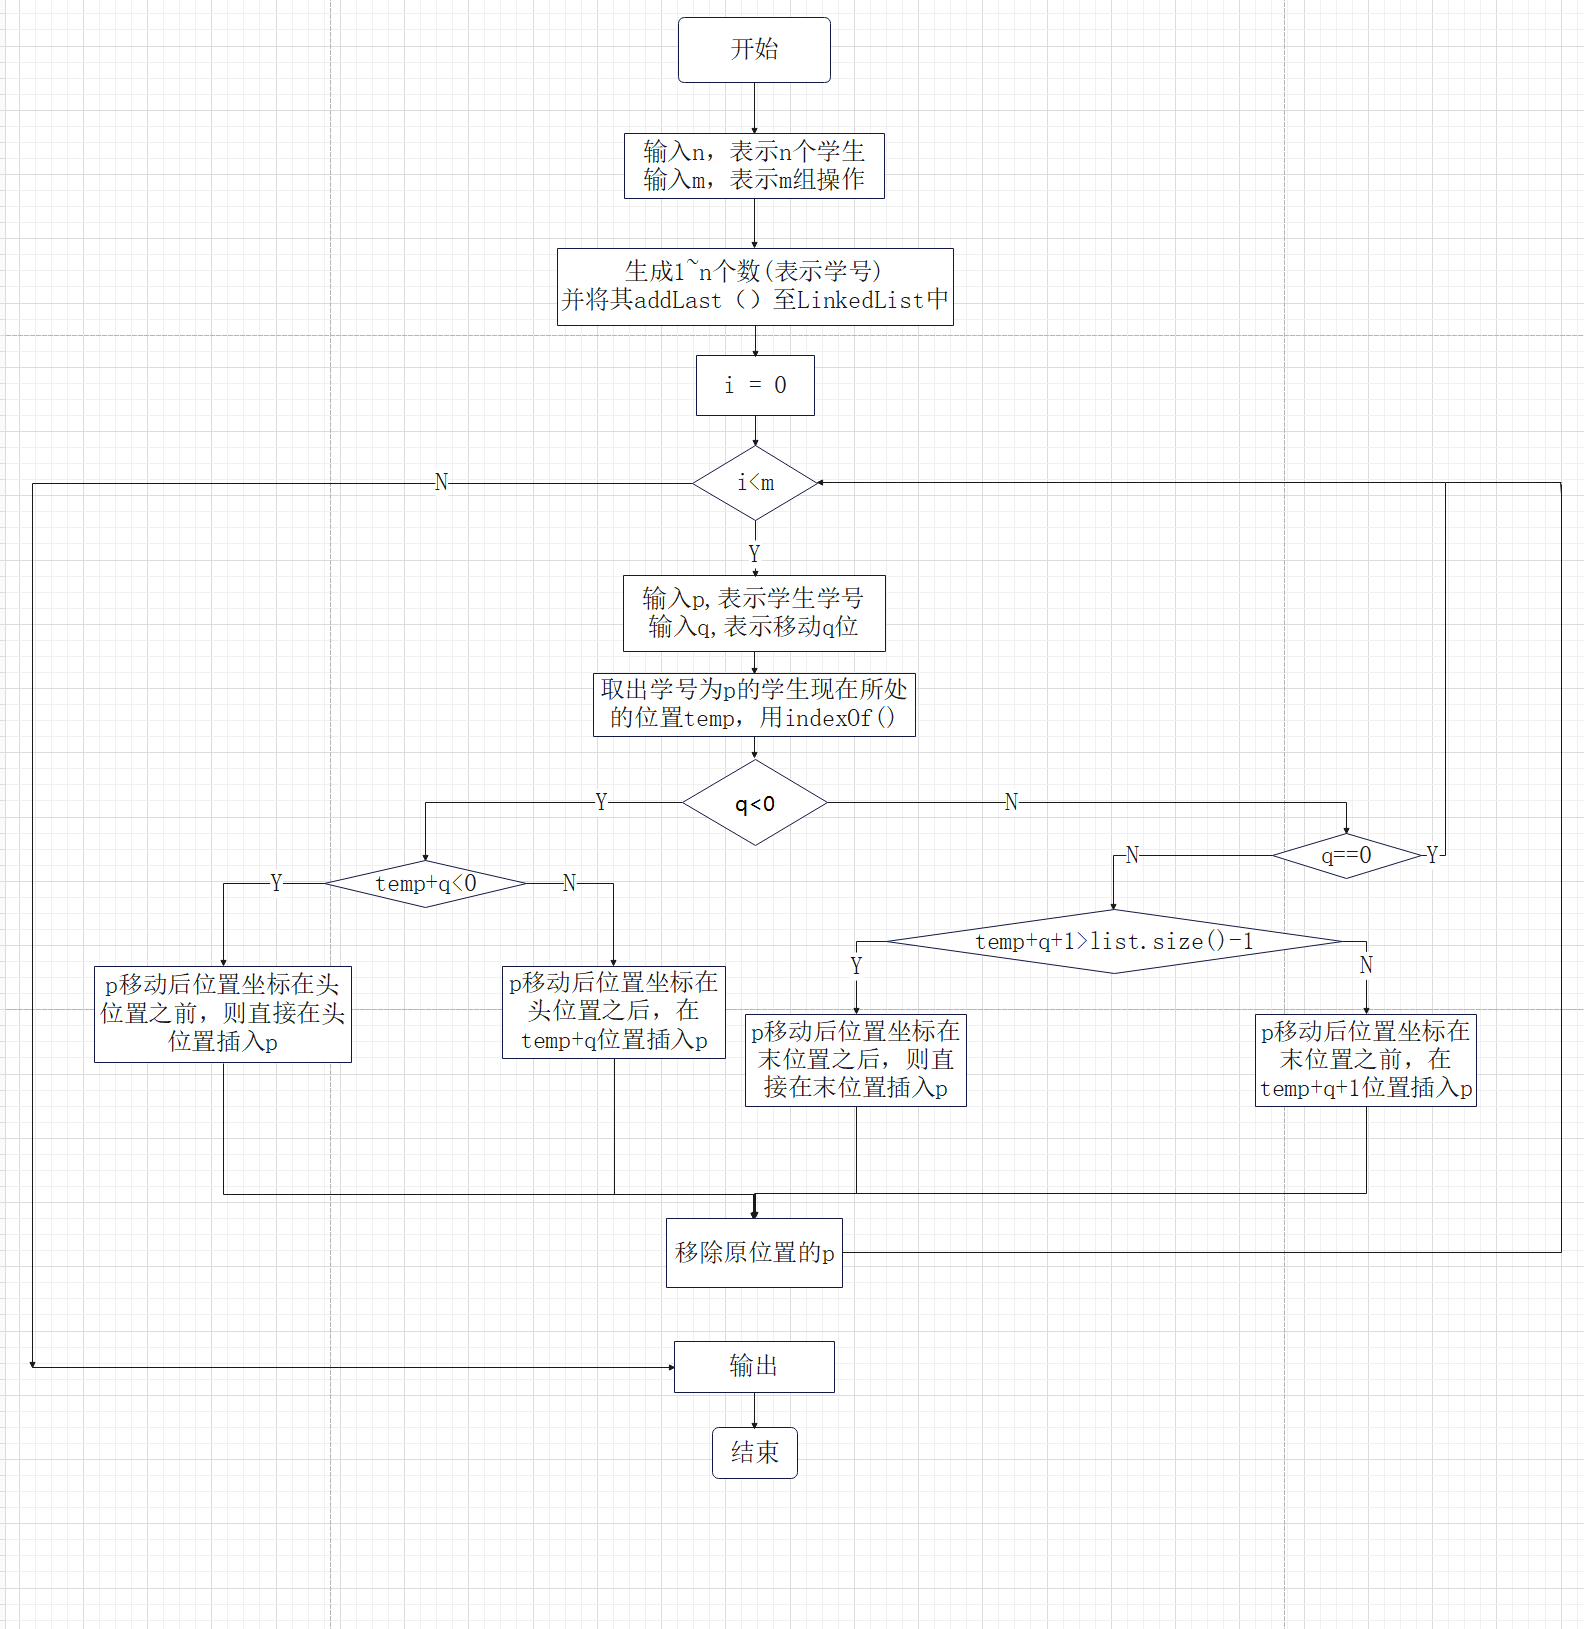 开始
输入n，表示n个学生
输入m，表示m组操作
生成1~n个数(表示学号)
并将其addLast（）至LinkedList中
i = 0
i<m
N
Y
输入p,表示学生学号
输入q,表示移动q位
取出学号为p的学生现在所处
的位置temp，用indexOf()
q<0
Y
N
q==0
N
Y
temp+q<0
Y
N
temp+q+1>list.size()-1
Y
N
p移动后位置坐标在头
位置之前，则直接在头
位置插入p
p移动后位置坐标在
头位置之后，在
temp+q位置插入p
p移动后位置坐标在
末位置之后，则直
接在末位置插入p
p移动后位置坐标在
末位置之前，在
temp+q+1位置插入p
移除原位置的p
输出
结束